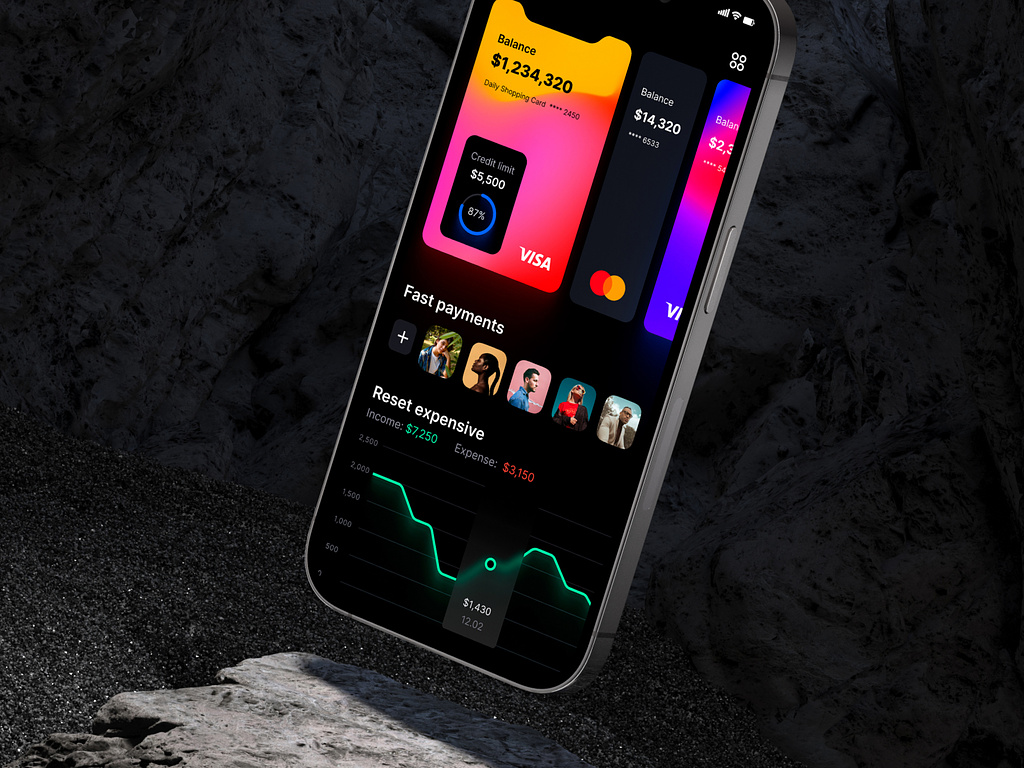 Balance
$1,234,320
Daily Shopping Card **** 2450
Credit limit
$5,500
87%
VISA
Balance
$14,320
**** 6533
Balan
$2,3
**** 54
VI
Fast payments
+
Reset expensive
Income: $7,250 Expense: $3,150
2,500
2,000
1,500
1,000
500
$1,430
12.02